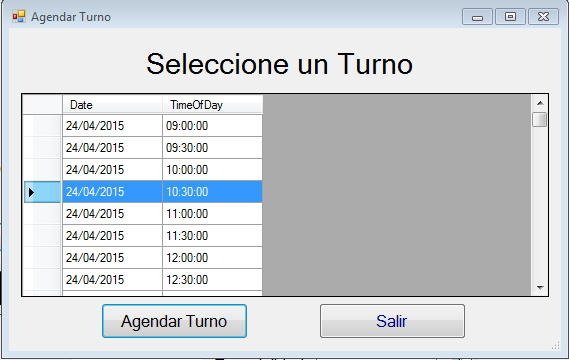 Agendar Turno
Seleccione un Turno
Date TimeOfDay
24/04/2015 09:00:00
24/04/2015 09:30:00
24/04/2015 10:00:00
24/04/2015 10:30:00
24/04/2015 11:00:00
24/04/2015 11:30:00
24/04/2015 12:00:00
24/04/2015 12:30:00
Agendar Turno Salir